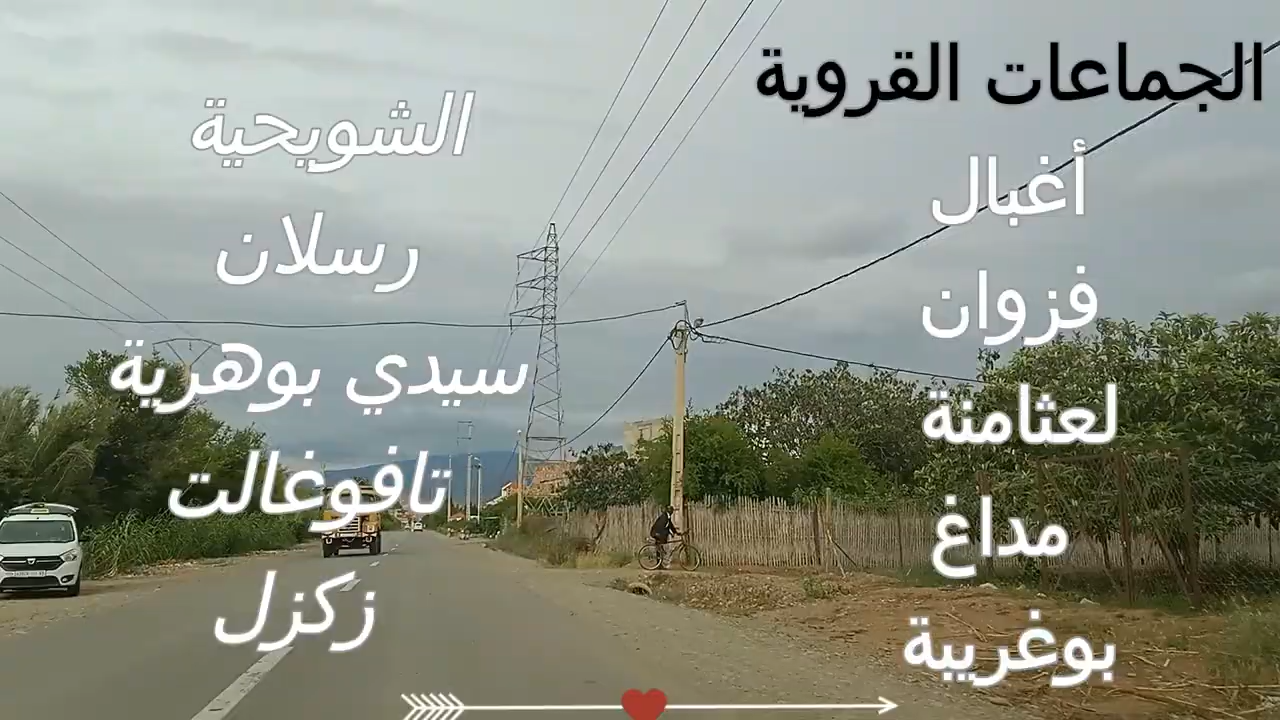 الجماعات القروية
أغبال
فزوان
لعثامنة
مداغ
بوغريبة
الشويحية
رسلان
سيدي بوهرية
تافوغالت
زكزل